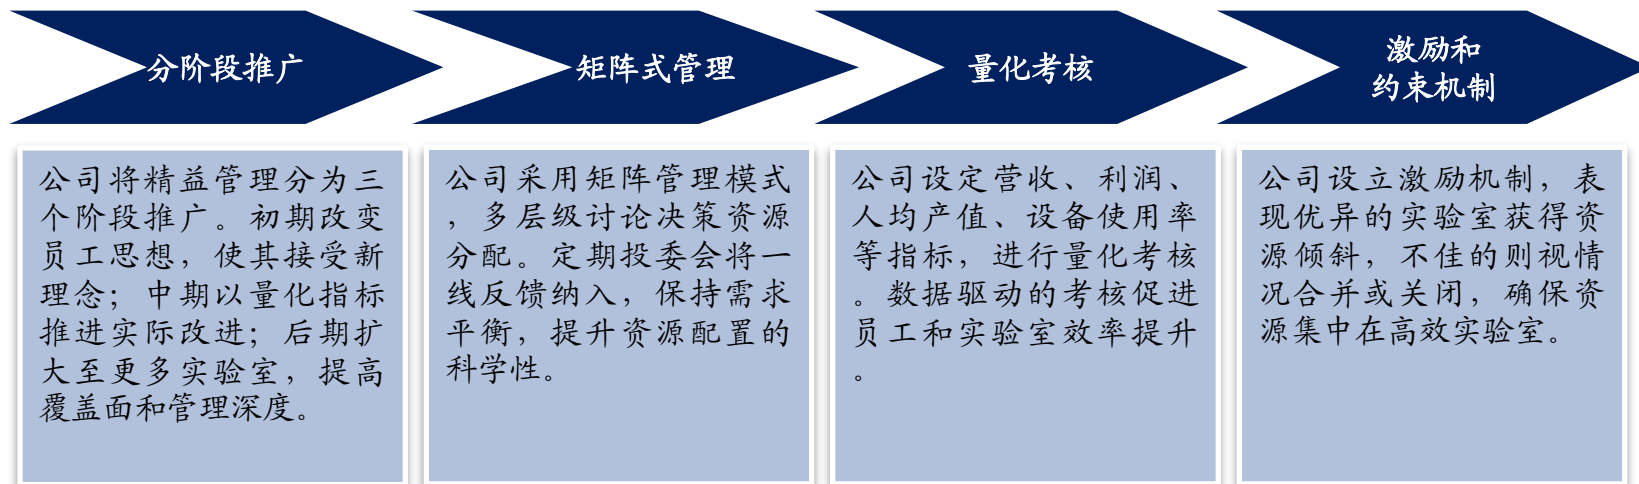 分阶段推广
矩阵式管理
量化考核
激励和
约束机制
公司将精益管理分为三
个阶段推广。初期改变
员工思想，使其接受新
理念；中期以量化指标
推进实际改进；后期扩
大至更多实验室，提高
覆盖面和管理深度。
公司采用矩阵管理模式
，多层级讨论决策资源
分配。定期投委会将一
线反馈纳入，保持需求
平衡，提升资源配置的
科学性。
公司设定营收、利润、
人均产值、设备使用率
等指标，进行量化考核
。数据驱动的考核促进
员工和实验室效率提升
。
公司设立激励机制，表
现优异的实验室获得资
源倾斜，不佳的则视情
况合并或关闭，确保资
源集中在高效实验室。